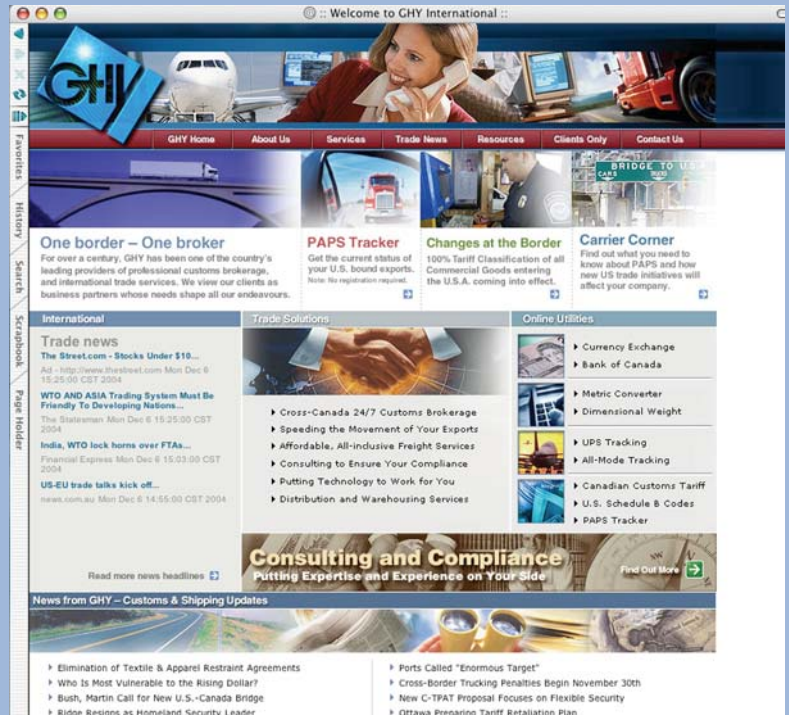 :: Welcome to GHY International ::
GHY
GHY Home About Us Services Trade News Resources Clients Only Contact Us
Favorites
History
Search
Scrapbook
Page Holder
BRIDGE TO USA
CARS
One border – One broker
For over a century, GHY has been one of the country's
leading providers of professional customs brokerage,
and international trade services. We view our clients as
business partners whose needs shape all our endeavours.
PAPS Tracker
Get the current status of
your U.S. bound exports.
Note: No registration required.
Changes at the Border
100% Tariff Classification of all
Commercial Goods entering
the U.S.A. coming into effect.
Carrier Corner
Find out what you need to
know about PAPS and how
new US trade initiatives will
affect your company.
International
Trade news
The Street.com - Stocks Under $10...
Ad - http://www.thestreet.com Mon Dec 6
15:25:00 CST 2004
WTO AND ASIA Trading System Must Be
Friendly To Developing Nations...
The Statesman Mon Dec 6 15:25:00 CST
2004
India, WTO lock horns over FTAs...
Financial Express Mon Dec 6 15:03:00 CST
2004
US-EU trade talks kick off...
news.com.au Mon Dec 6 14:55:00 CST 2004
Read more news headlines
Trade Solutions
Cross-Canada 24/7 Customs Brokerage
Speeding the Movement of Your Exports
Affordable, All-inclusive Freight Services
Consulting to Ensure Your Compliance
Putting Technology to Work for You
Distribution and Warehousing Services
Online Utilities
Currency Exchange
Bank of Canada
Metric Converter
Dimensional Weight
UPS Tracking
All-Mode Tracking
Canadian Customs Tariff
U.S. Schedule B Codes
PAPS Tracker
Consulting and Compliance
Putting Expertise and Experience on Your Side
Find Out More
NW N
News from GHY – Customs & Shipping Updates
Elimination of Textile & Apparel Restraint Agreements
Who Is Most Vulnerable to the Rising Dollar?
Bush, Martin Call for New U.S.-Canada Bridge
Ridge Resigns as Homeland Security Leader
Ports Called "Enormous Target"
Cross-Border Trucking Penalties Begin November 30th
New C-TPAT Proposal Focuses on Flexible Security
Ottawa Preparing Tariff Retaliation Plan